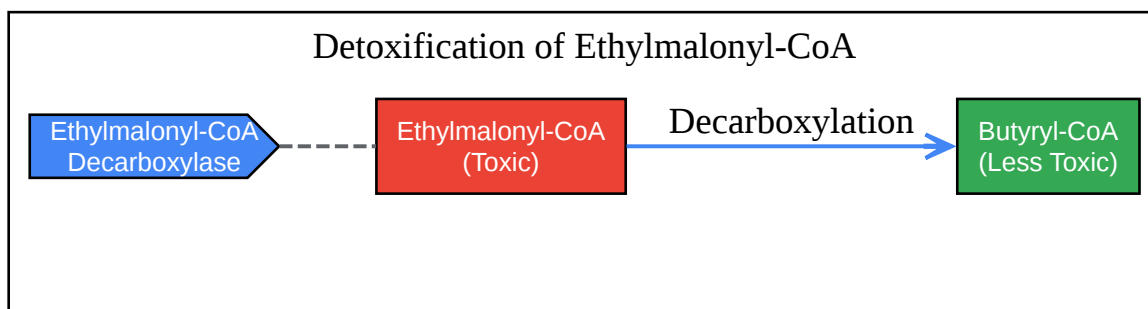 Detoxification of Ethylmalonyl-CoA
Ethylmalonyl-CoA
Decarboxylase
Ethylmalonyl-CoA
(Toxic)
Decarboxylation
Butyryl-CoA
(Less Toxic)